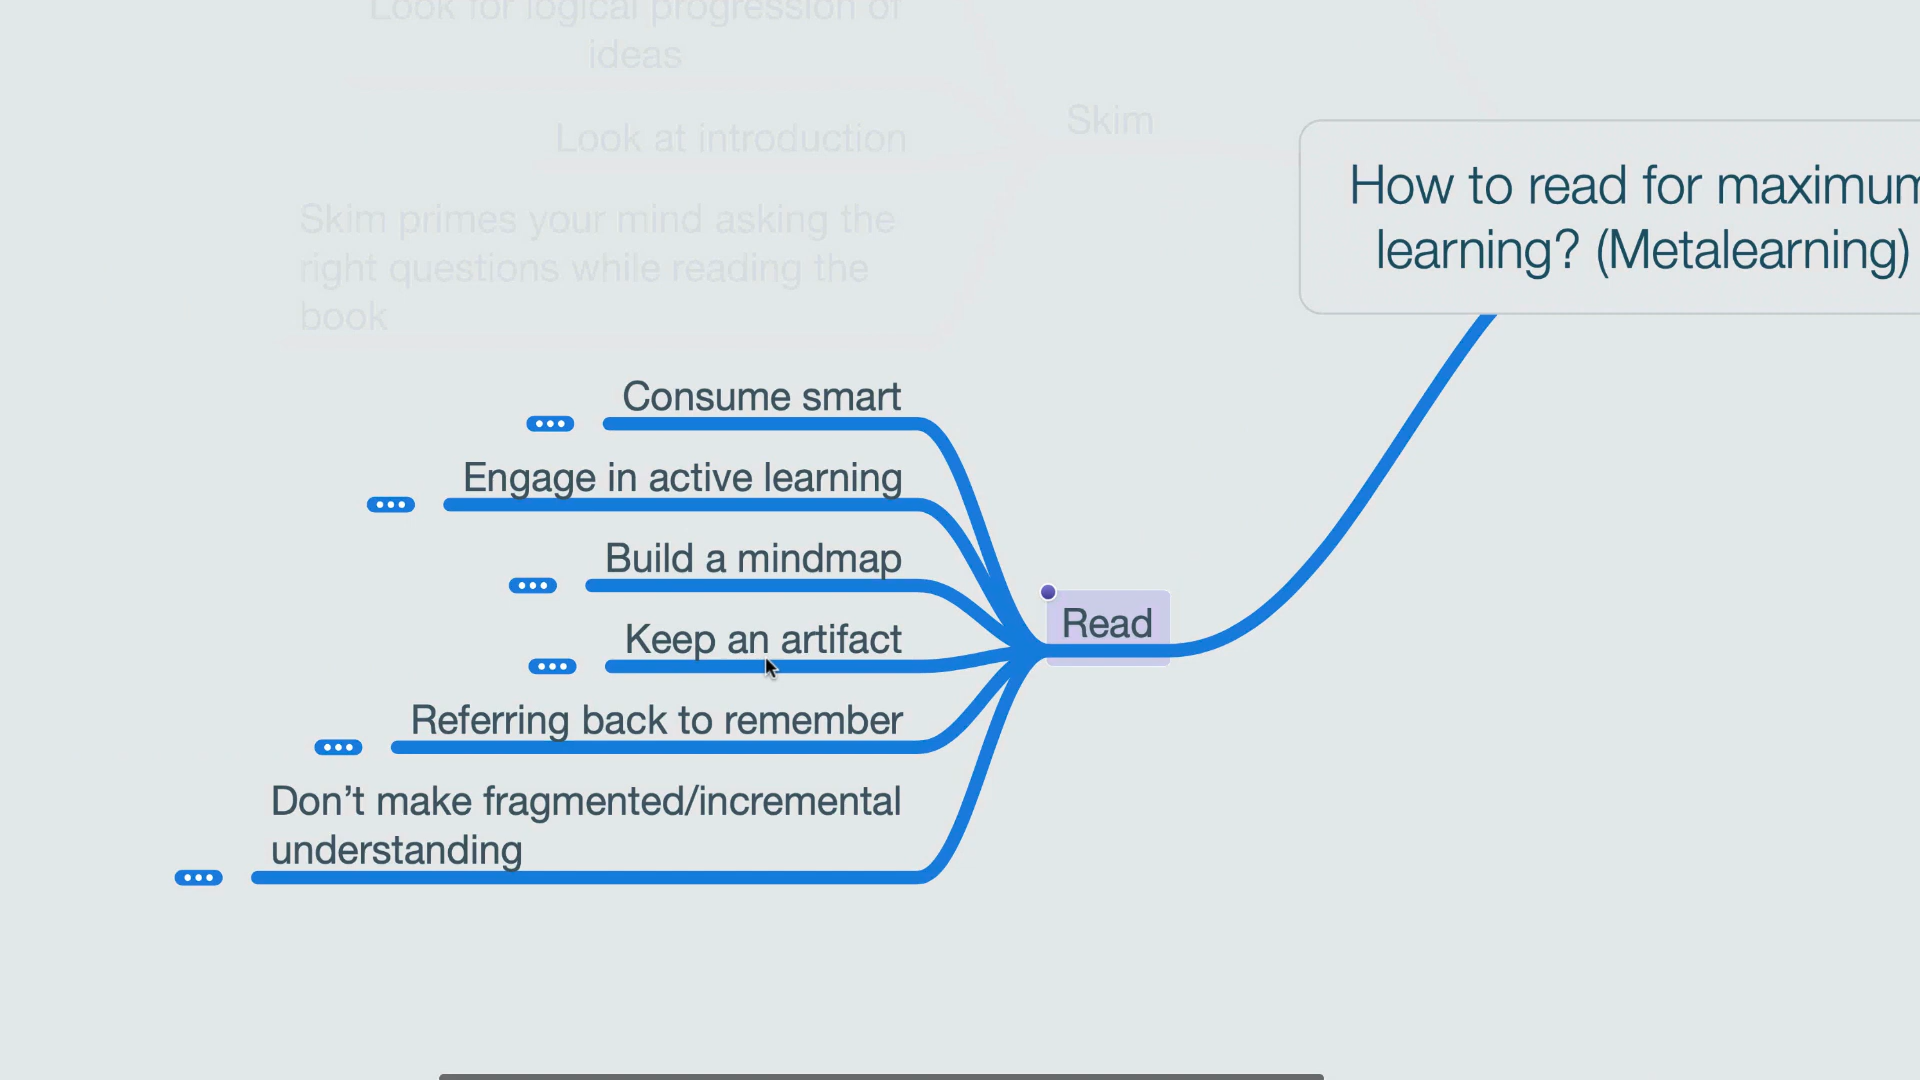 Look for logical progression of
ideas
Look at introduction
Skim
Skim primes your mind asking the
right questions while reading the
book
How to read for maximum
learning? (Metalearning)
Consume smart
Engage in active learning
Build a mindmap
Keep an artifact
Read
Referring back to remember
Don’t make fragmented/incremental
understanding